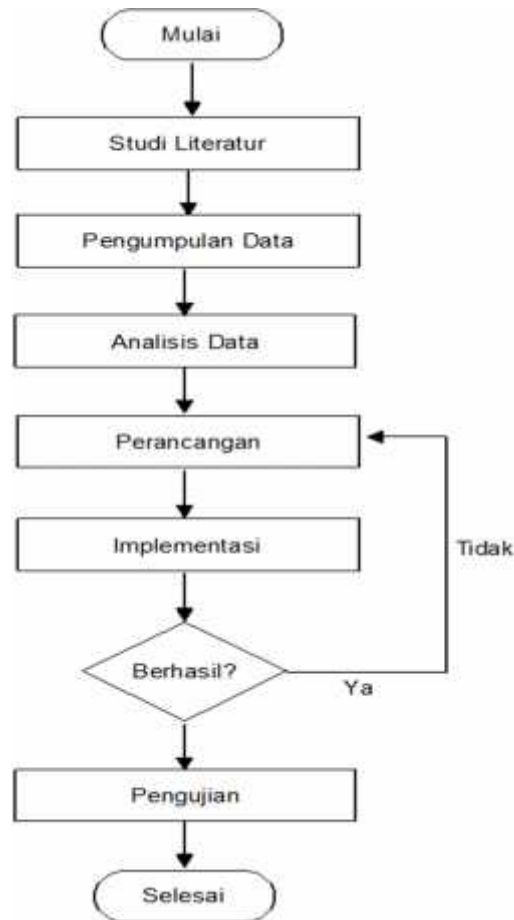 Mulai
Studi Literatur
Pengumpulan Data
Analisis Data
Perancangan
Implementasi
Tidak
Berhasil?
Ya
Pengujian
Selesai